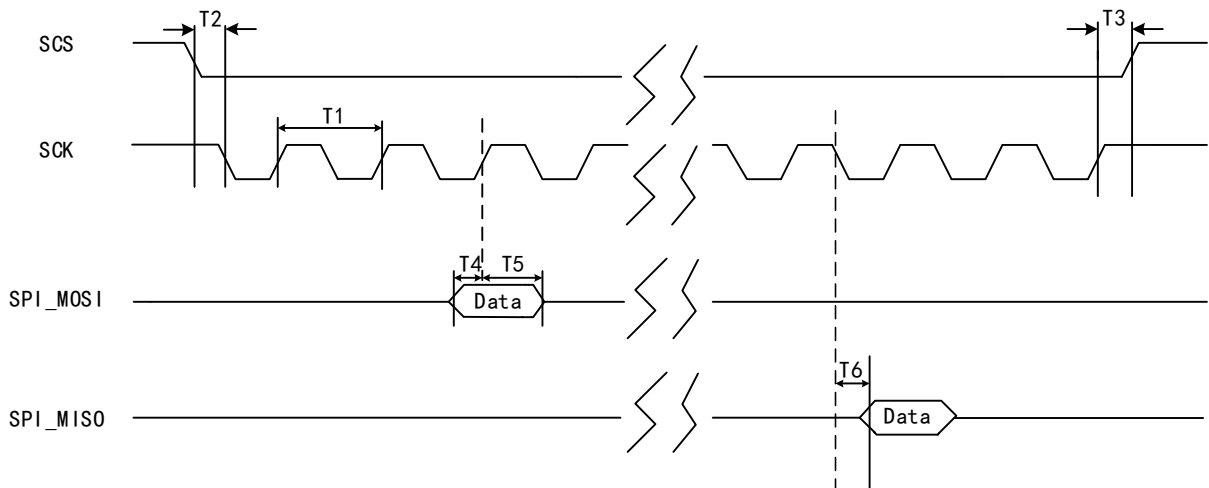 T2
T3
SCS
T1
SCK
T4
T5
SPI_MOSI
Data
T6
SPI_MISO
Data